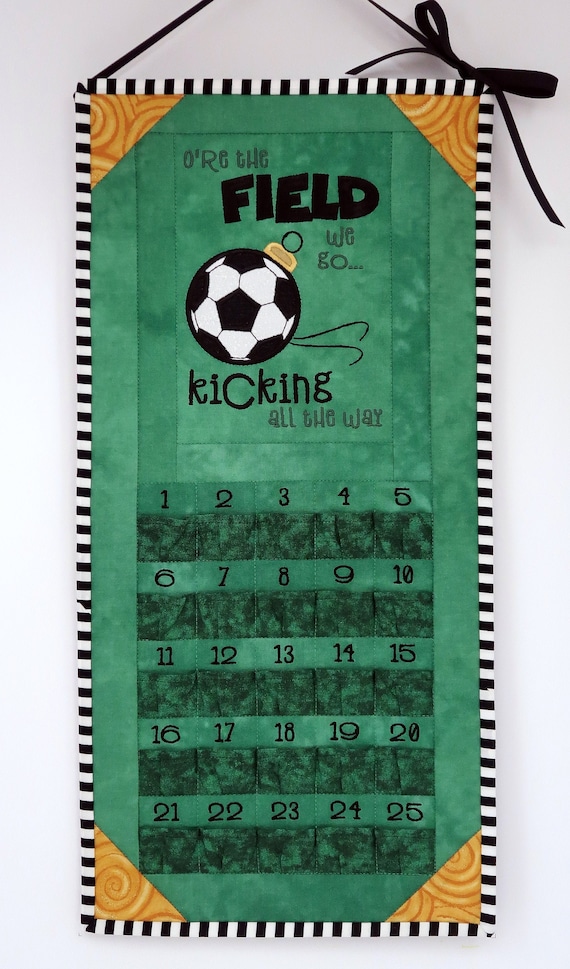 O'Re the
FIELD
we
go...
kicking
all the way
1 2 3 4 5
6 7 8 9 10
11 12 13 14 15
16 17 18 19 20
21 22 23 24 25